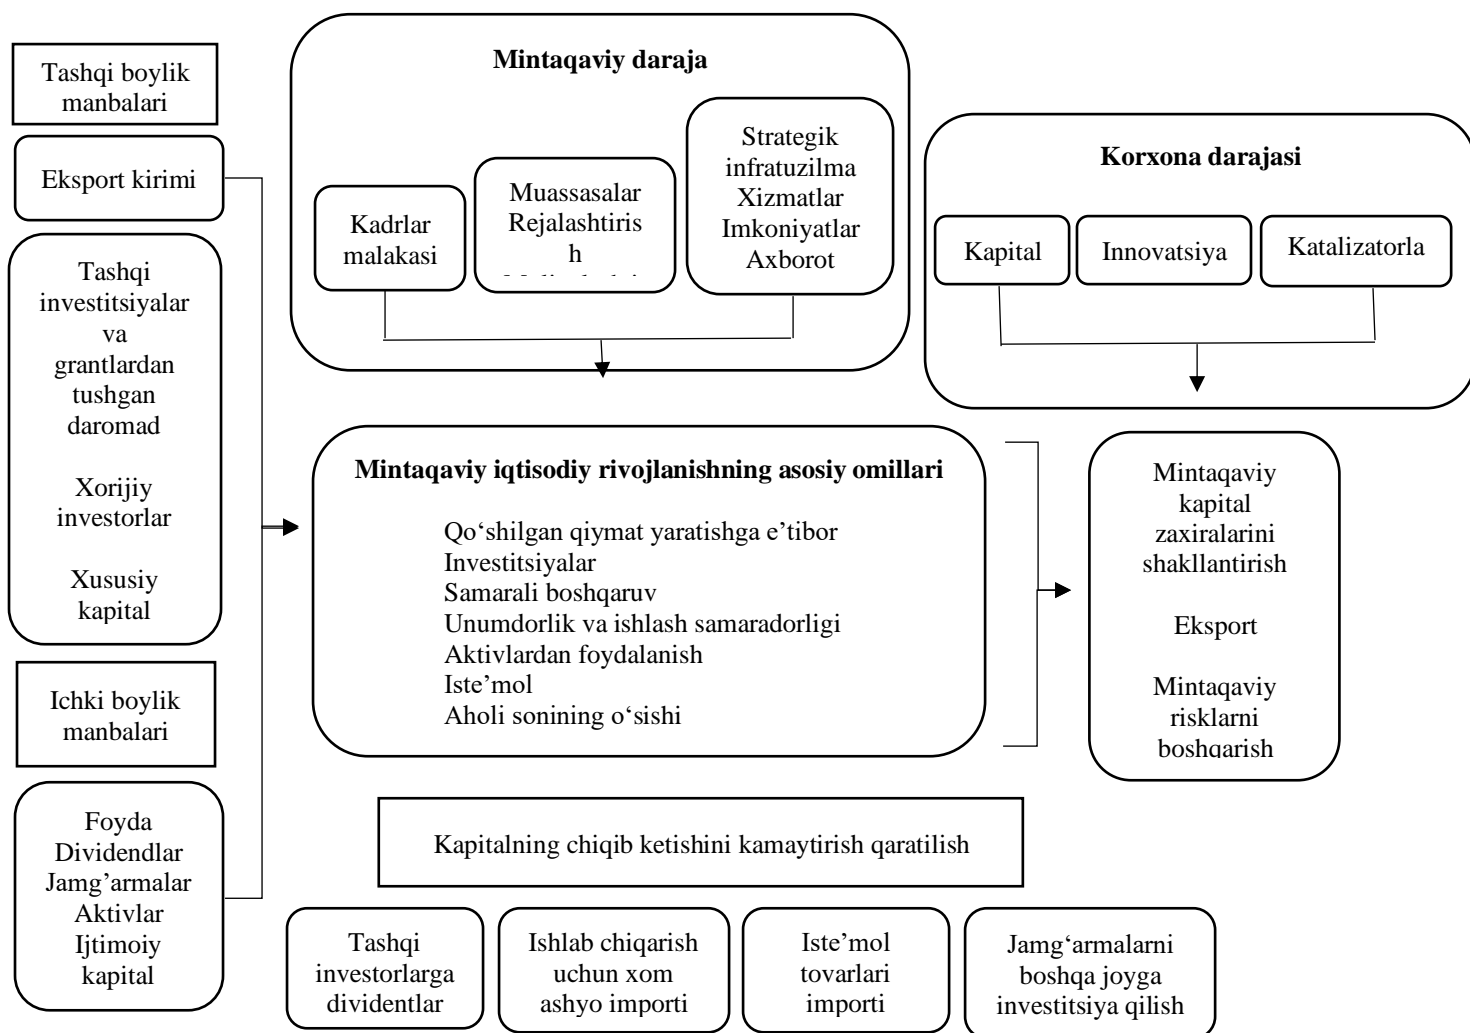 Tashqi boylik
manbalari
Eksport kirimi
Tashqi
investitsiyalar
va
grantlardan
tushgan
daromad
Xorijiy
investorlar
Xususiy
kapital
Ichki boylik
manbalari
Foyda
Dividendlar
Jamg’armalar
Aktivlar
Ijtimoiy
kapital
Mintaqaviy daraja
Kadrlar
malakasi
Muassasalar
Rejalashtiris
h
Strategik
infratuzilma
Xizmatlar
Imkoniyatlar
Axborot
Korxona darajasi
Kapital
Innovatsiya
Katalizatorla
Mintaqaviy iqtisodiy rivojlanishning asosiy omillari
Qo‘shilgan qiymat yaratishga e’tibor
Investitsiyalar
Samarali boshqaruv
Unumdorlik va ishlash samaradorligi
Aktivlardan foydalanish
Iste’mol
Aholi sonining o‘sishi
Mintaqaviy
kapital
zaxiralarini
shakllantirish
Eksport
Mintaqaviy
risklarni
boshqarish
Kapitalning chiqib ketishini kamaytirish qaratilish
Tashqi
investorlarga
dividentlar
Ishlab chiqarish
uchun xom
ashyo importi
Iste’mol
tovarlari
importi
Jamg‘armalarni
boshqa joyga
investitsiya qilish